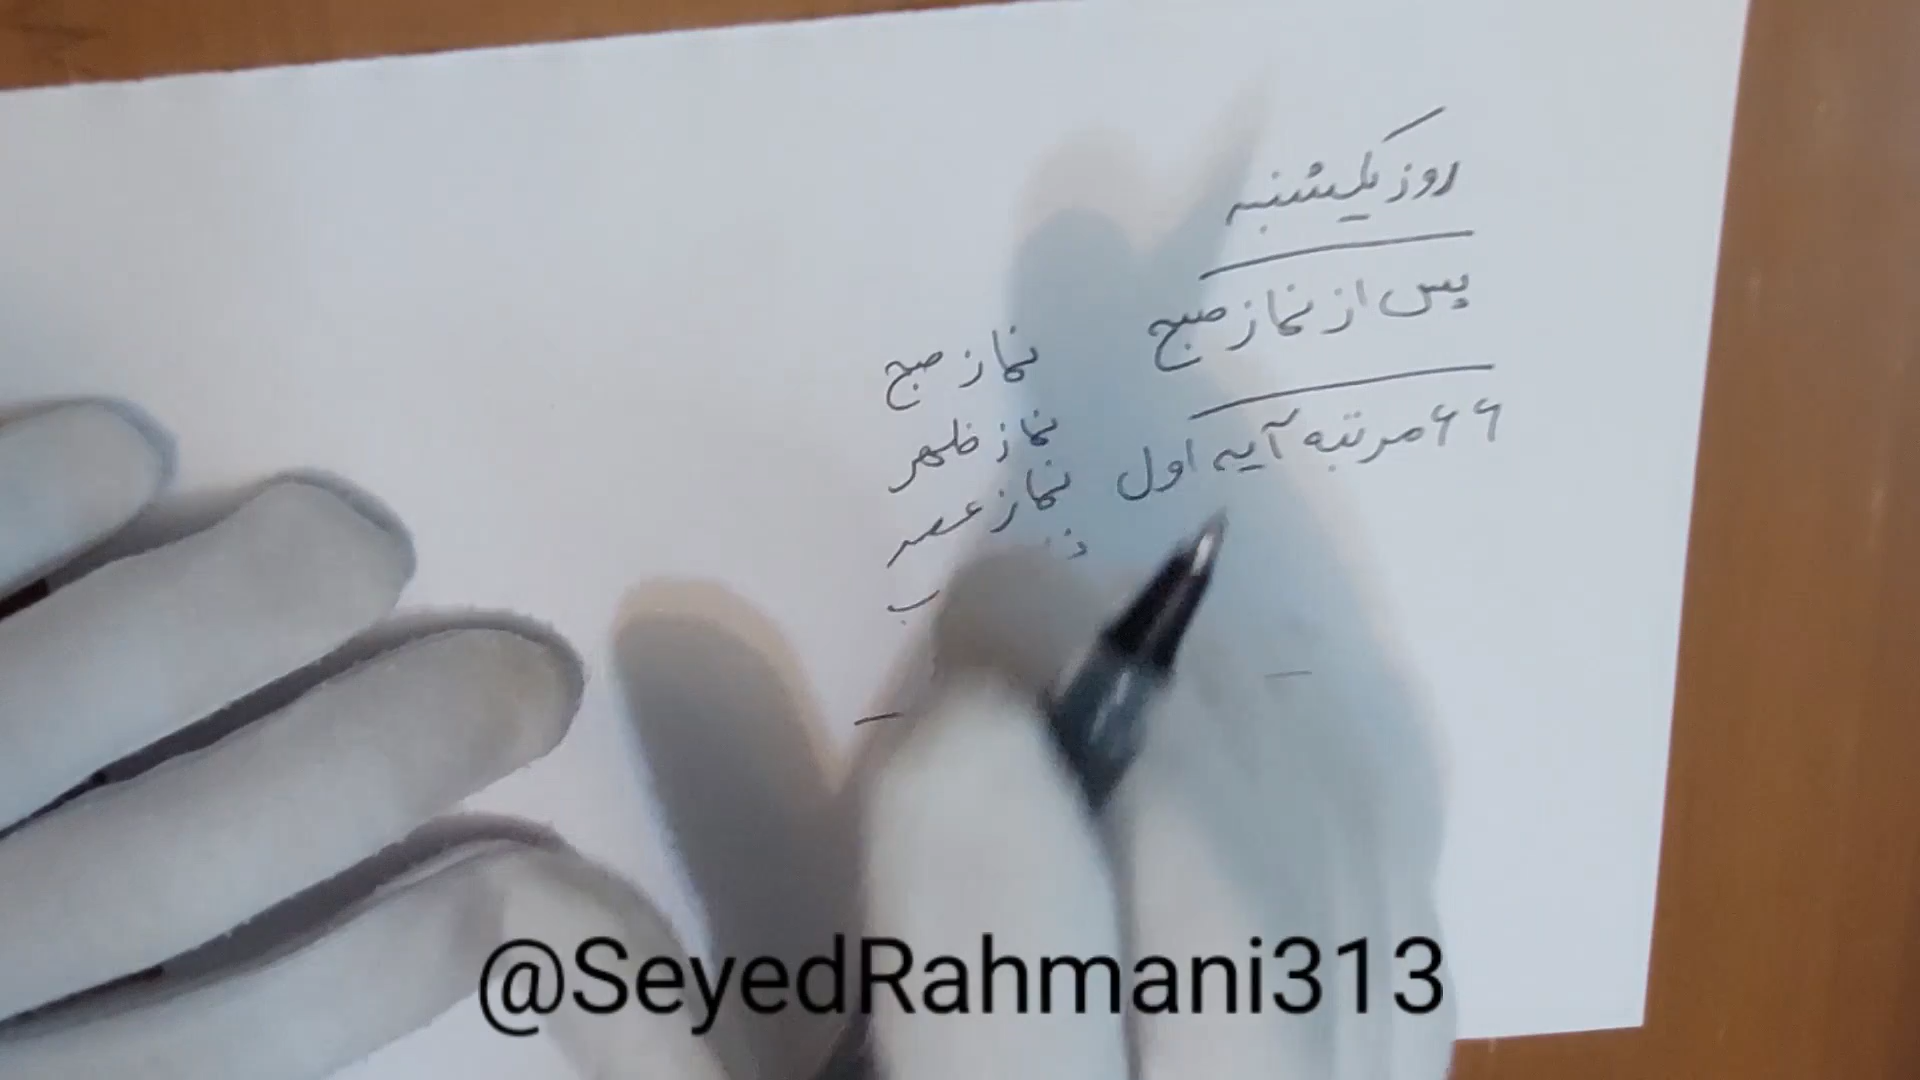 روز یکشنبه
پس از نماز صبح
۶۶ مرتبه آیه اول
نماز صبح
نماز ظهر
نماز عصر
@SeyedRahmani313